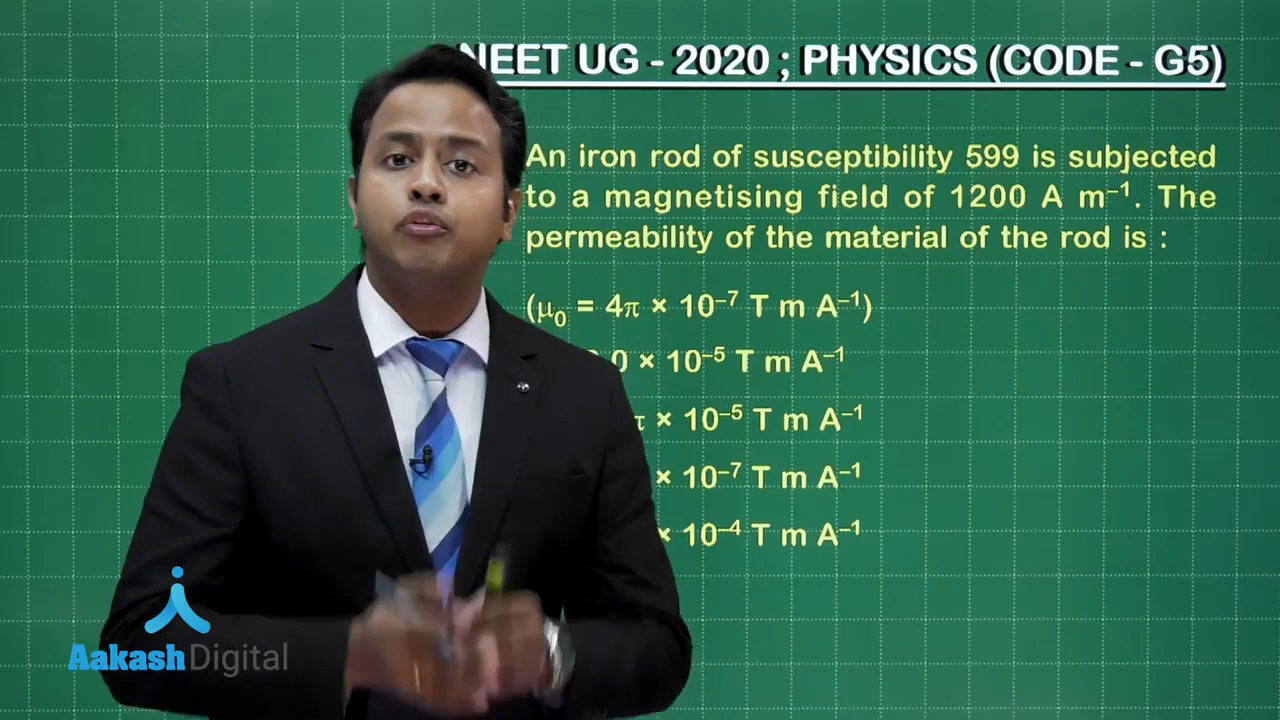 NEET UG - 2020 ; PHYSICS (CODE - G5)
An iron rod of susceptibility 599 is subjected
to a magnetising field of 1200 A m⁻¹. The
permeability of the material of the rod is :
(μ₀ = 4π × 10⁻⁷ T m A⁻¹)
.0 × 10⁻⁵ T m A⁻¹
π × 10⁻⁵ T m A⁻¹
× 10⁻⁷ T m A⁻¹
× 10⁻⁴ T m A⁻¹
Aakash Digital